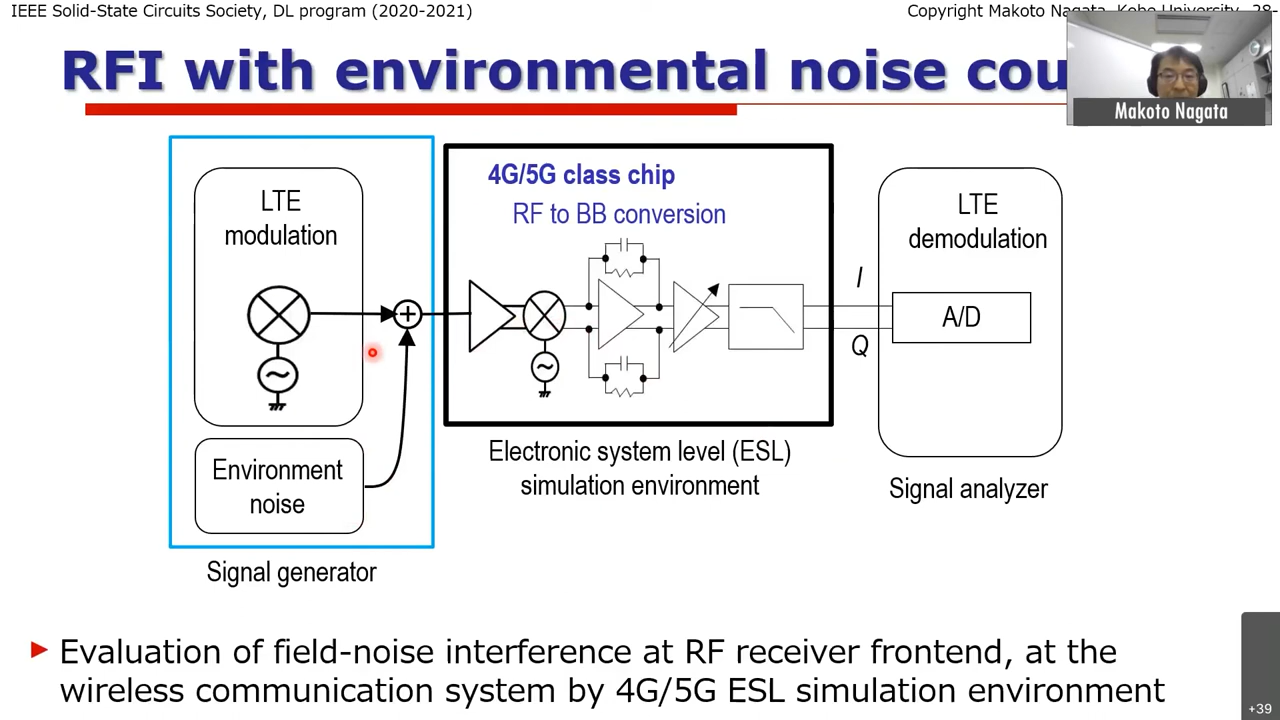 IEEE Solid-State Circuits Society, DL program (2020-2021)
Copyright Makoto Nagata, Kobe University, 28-
RFI with environmental noise cou
Makoto Nagata
LTE
modulation
Environment
noise
Signal generator
4G/5G class chip
RF to BB conversion
Electronic system level (ESL)
simulation environment
I
Q
LTE
demodulation
A/D
Signal analyzer
Evaluation of field-noise interference at RF receiver frontend, at the
wireless communication system by 4G/5G ESL simulation environment
+39